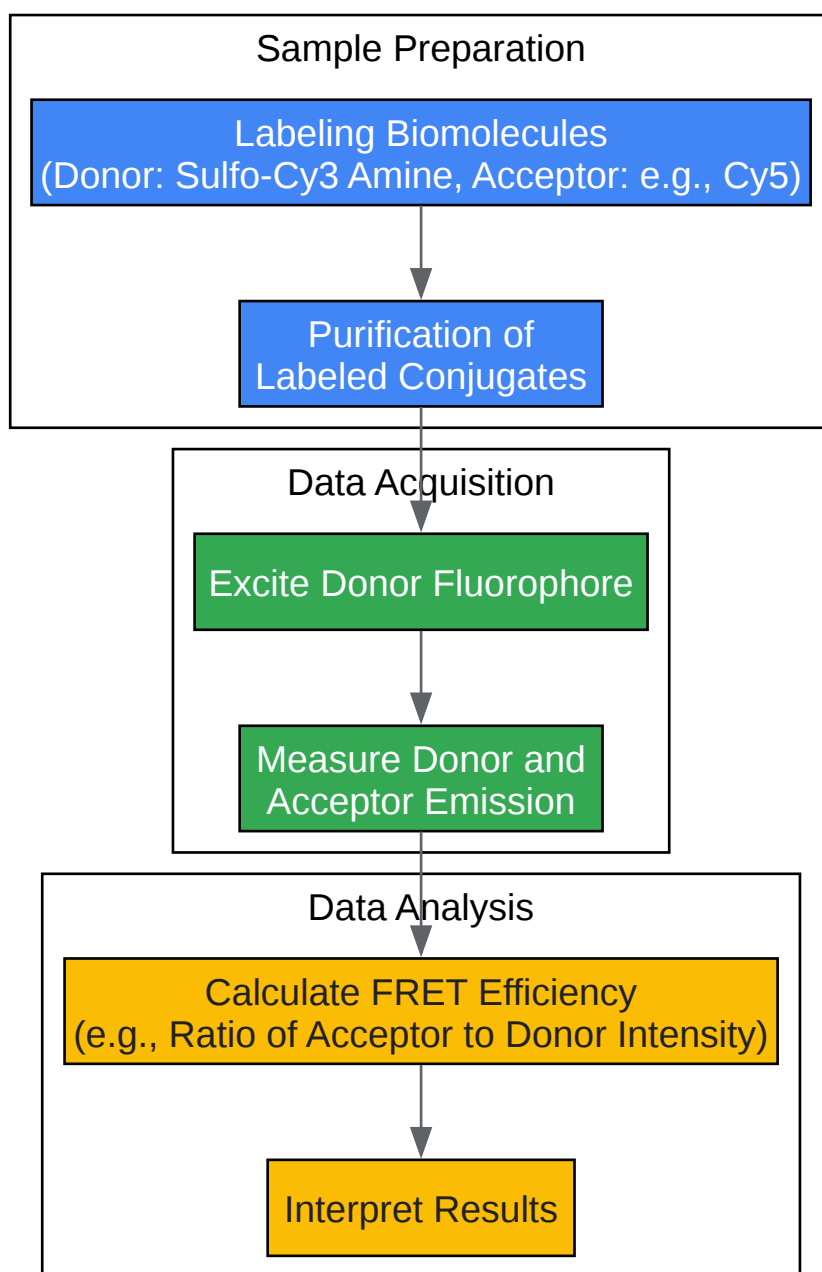 Sample Preparation
Labeling Biomolecules
(Donor: Sulfo-Cy3 Amine, Acceptor: e.g., Cy5)
Purification of
Labeled Conjugates
Data Acquisition
Excite Donor Fluorophore
Measure Donor and
Acceptor Emission
Data Analysis
Calculate FRET Efficiency
(e.g., Ratio of Acceptor to Donor Intensity)
Interpret Results